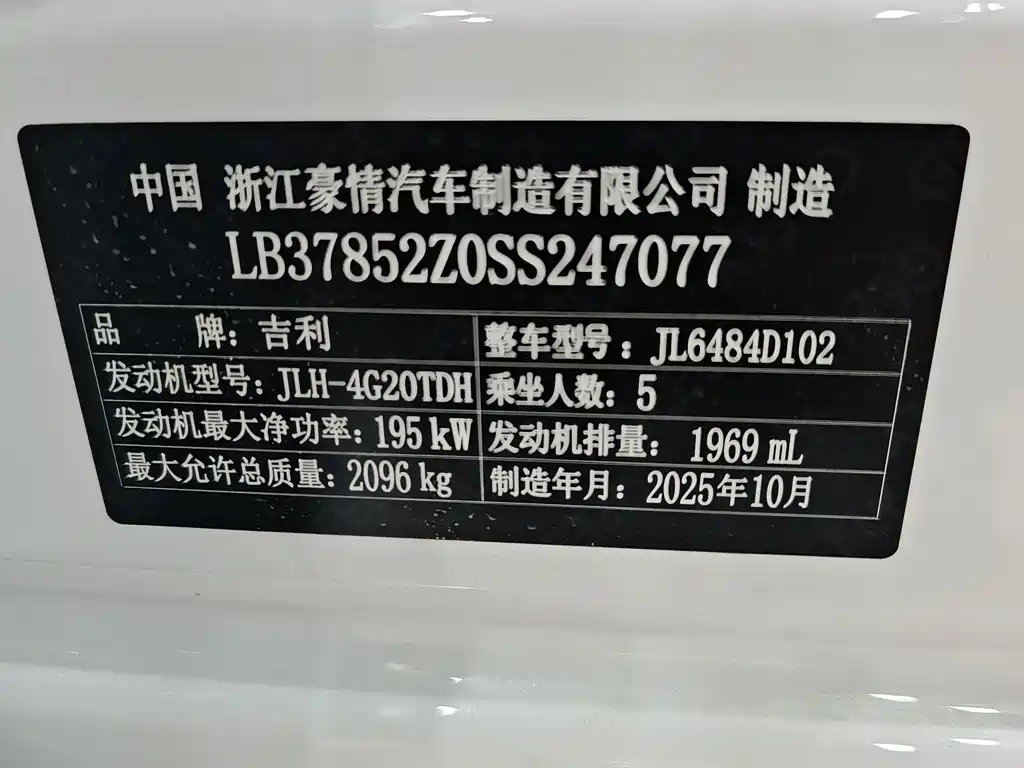 中国 浙江豪情汽车制造有限公司 制造
LB37852Z0SS247077
品 牌: 吉利 整车型号: JL6484D102
发动机型号: JLH-4G20TDH 乘坐人数: 5
发动机最大净功率: 195 kW 发动机排量: 1969 mL
最大允许总质量: 2096 kg 制造年月: 2025年10月